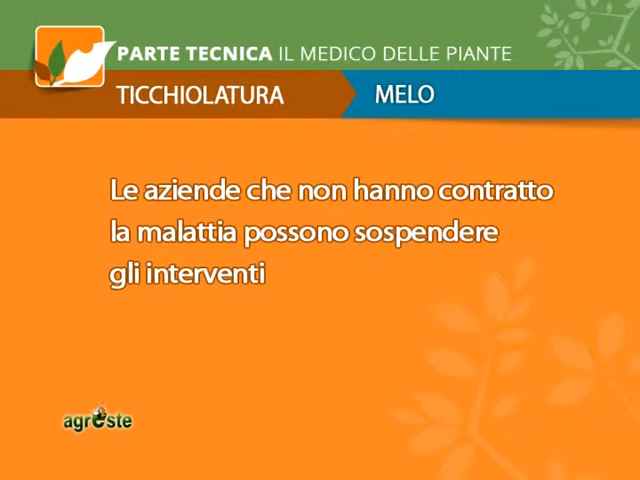 PARTE TECNICA IL MEDICO DELLE PIANTE
TICCHIOLATURA MELO
Le aziende che non hanno contratto
la malattia possono sospendere
gli interventi
agreste